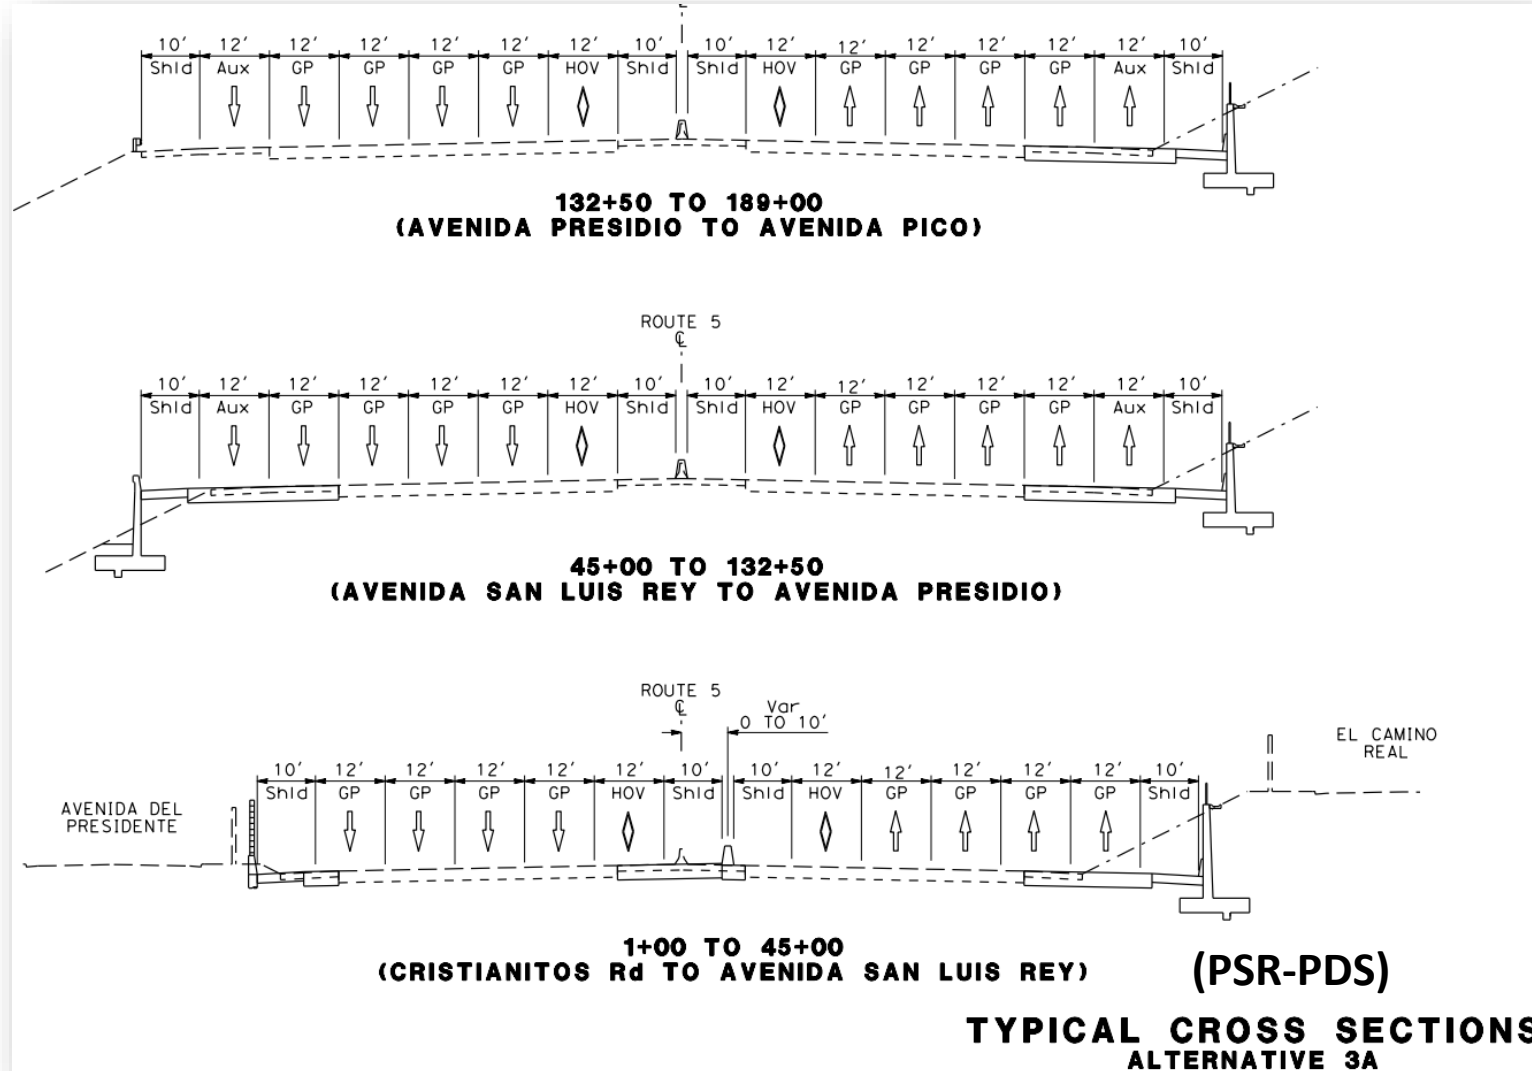 10' 12' 12' 12' 12' 12' 12' 10' 10' 12' 12' 12' 12' 12' 12' 10'
Shld Aux GP GP GP GP HOV Shld Shld HOV GP GP GP GP Aux Shld
132+50 TO 189+00
(AVENIDA PRESIDIO TO AVENIDA PICO)
ROUTE 5
℄
10' 12' 12' 12' 12' 12' 12' 10' 10' 12' 12' 12' 12' 12' 12' 10'
Shld Aux GP GP GP GP HOV Shld Shld HOV GP GP GP GP Aux Shld
45+00 TO 132+50
(AVENIDA SAN LUIS REY TO AVENIDA PRESIDIO)
ROUTE 5
℄
Var
0 TO 10'
EL CAMINO
REAL
10' 12' 12' 12' 12' 12' 10' 10' 12' 12' 12' 12' 12' 10'
Shld GP GP GP GP HOV Shld Shld HOV GP GP GP GP Shld
AVENIDA DEL
PRESIDENTE
1+00 TO 45+00
(CRISTIANITOS Rd TO AVENIDA SAN LUIS REY)
(PSR-PDS)
TYPICAL CROSS SECTIONS
ALTERNATIVE 3A